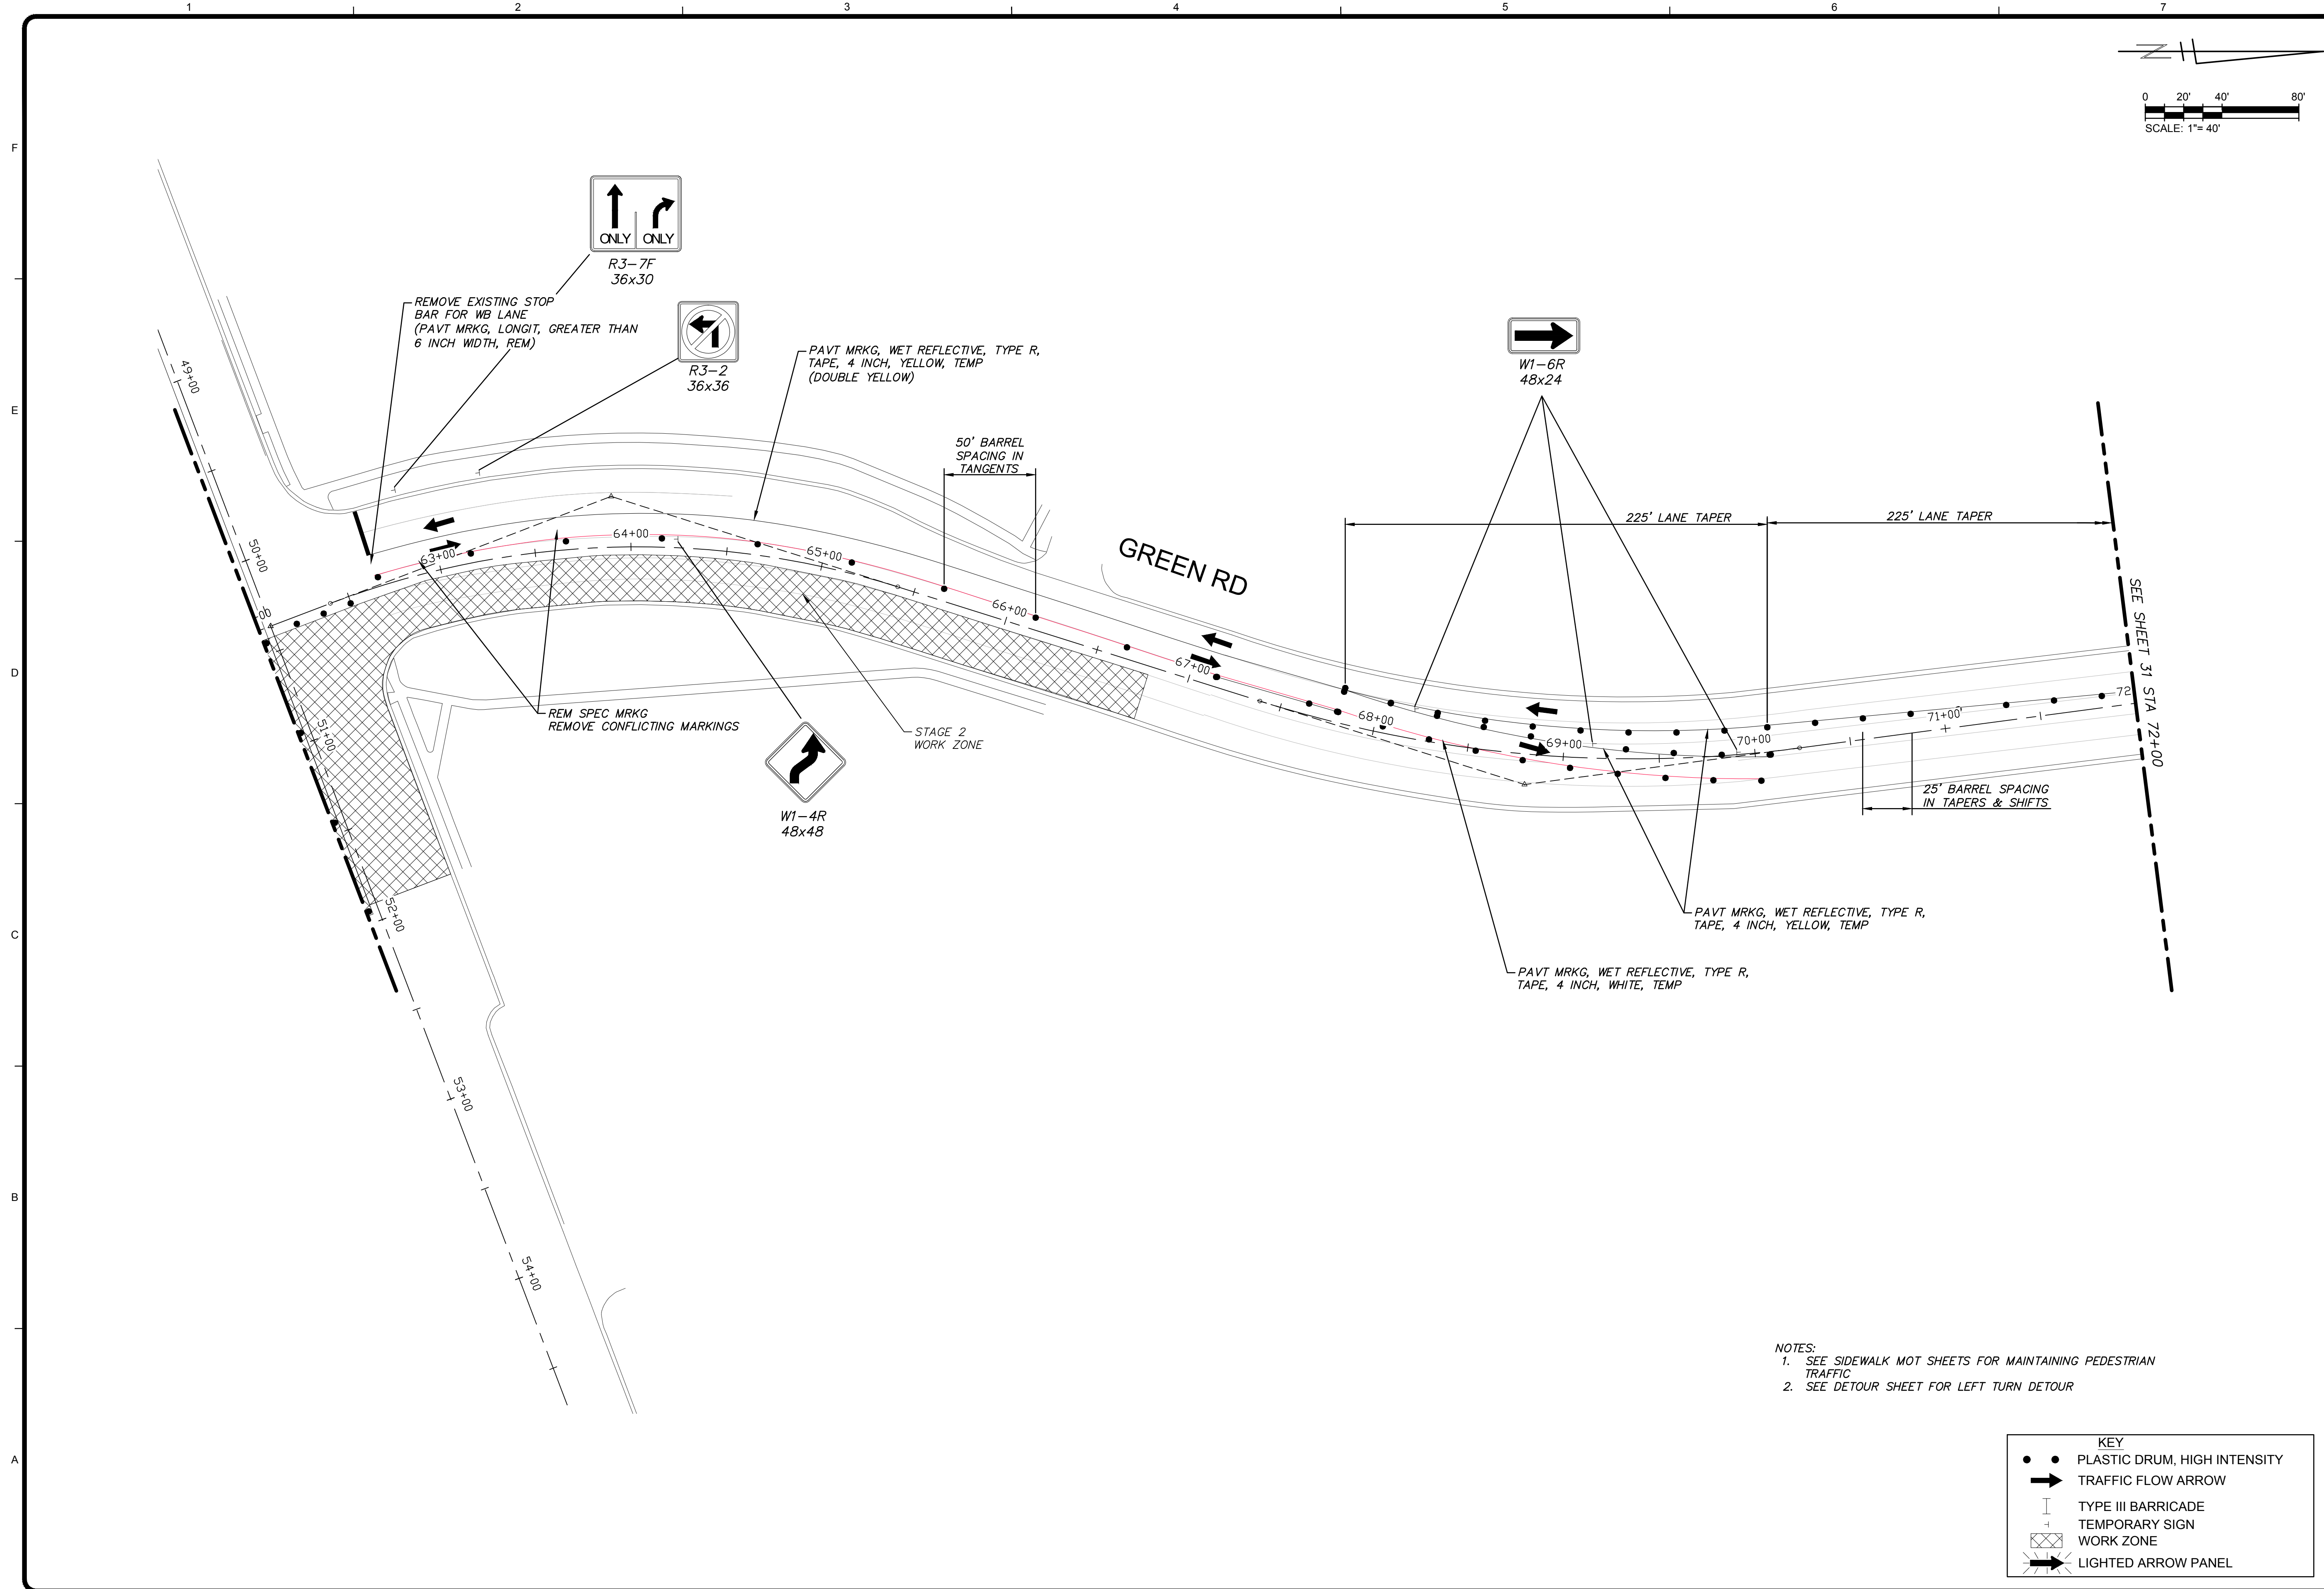 1 2 3 4 5 6 7
F
E
D
C
B
A
0 20' 40' 80'
SCALE: 1"= 40'
ONLY ONLY
R3-7F
36x30
REMOVE EXISTING STOP
BAR FOR WB LANE
(PAVT MRKG, LONGIT, GREATER THAN
6 INCH WIDTH, REM)
R3-2
36x36
PAVT MRKG, WET REFLECTIVE, TYPE R,
TAPE, 4 INCH, YELLOW, TEMP
(DOUBLE YELLOW)
50' BARREL
SPACING IN
TANGENTS
W1-6R
48x24
225' LANE TAPER
225' LANE TAPER
GREEN RD
49+00
50+00
51+00
52+00
53+00
54+00
63+00
64+00
65+00
66+00
67+00
68+00
69+00
70+00
71+00
72
SEE SHEET 31 STA 72+00
REM SPEC MRKG
REMOVE CONFLICTING MARKINGS
STAGE 2
WORK ZONE
W1-4R
48x48
25' BARREL SPACING
IN TAPERS & SHIFTS
PAVT MRKG, WET REFLECTIVE, TYPE R,
TAPE, 4 INCH, YELLOW, TEMP
PAVT MRKG, WET REFLECTIVE, TYPE R,
TAPE, 4 INCH, WHITE, TEMP
NOTES:
1. SEE SIDEWALK MOT SHEETS FOR MAINTAINING PEDESTRIAN
TRAFFIC
2. SEE DETOUR SHEET FOR LEFT TURN DETOUR
KEY
PLASTIC DRUM, HIGH INTENSITY
TRAFFIC FLOW ARROW
TYPE III BARRICADE
TEMPORARY SIGN
WORK ZONE
LIGHTED ARROW PANEL